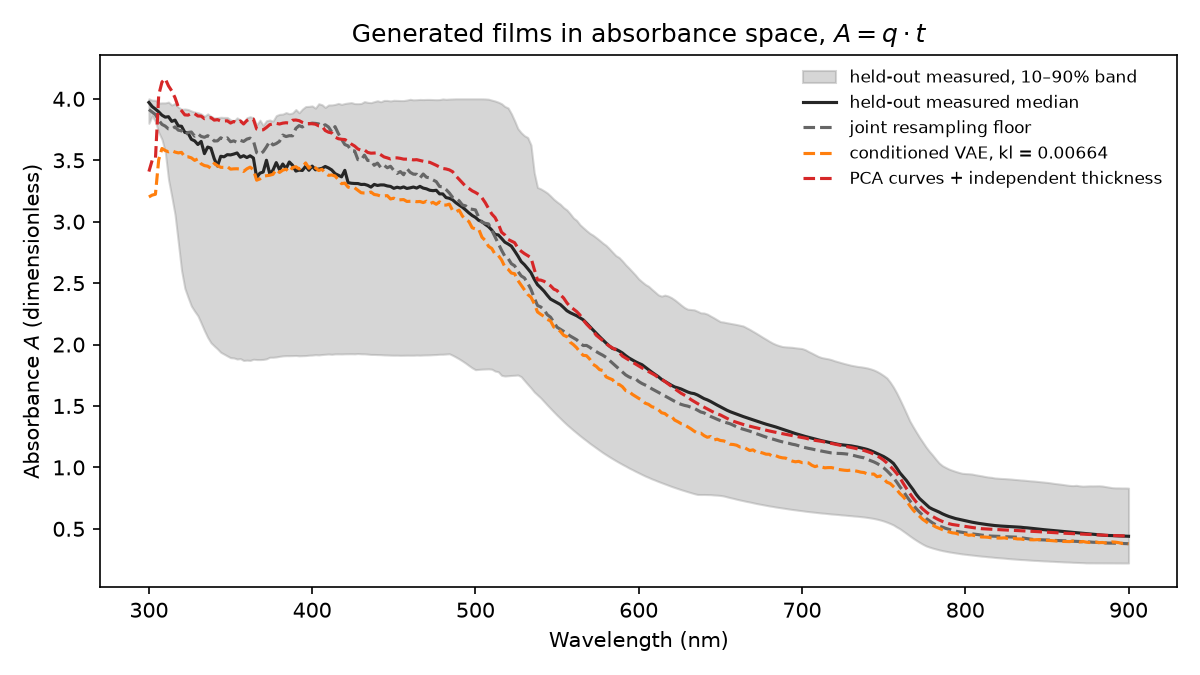 Generated films in absorbance space, A = q · t
held-out measured, 10–90% band
held-out measured median
joint resampling floor
conditioned VAE, kl = 0.00664
PCA curves + independent thickness
Absorbance A (dimensionless)
4.0
3.5
3.0
2.5
2.0
1.5
1.0
0.5
300 400 500 600 700 800 900
Wavelength (nm)